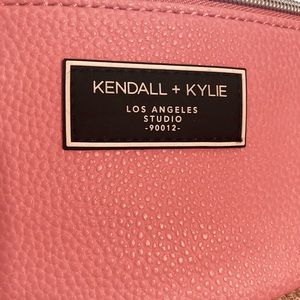 KENDALL + KYLIE
LOS ANGELES
STUDIO
-90012-